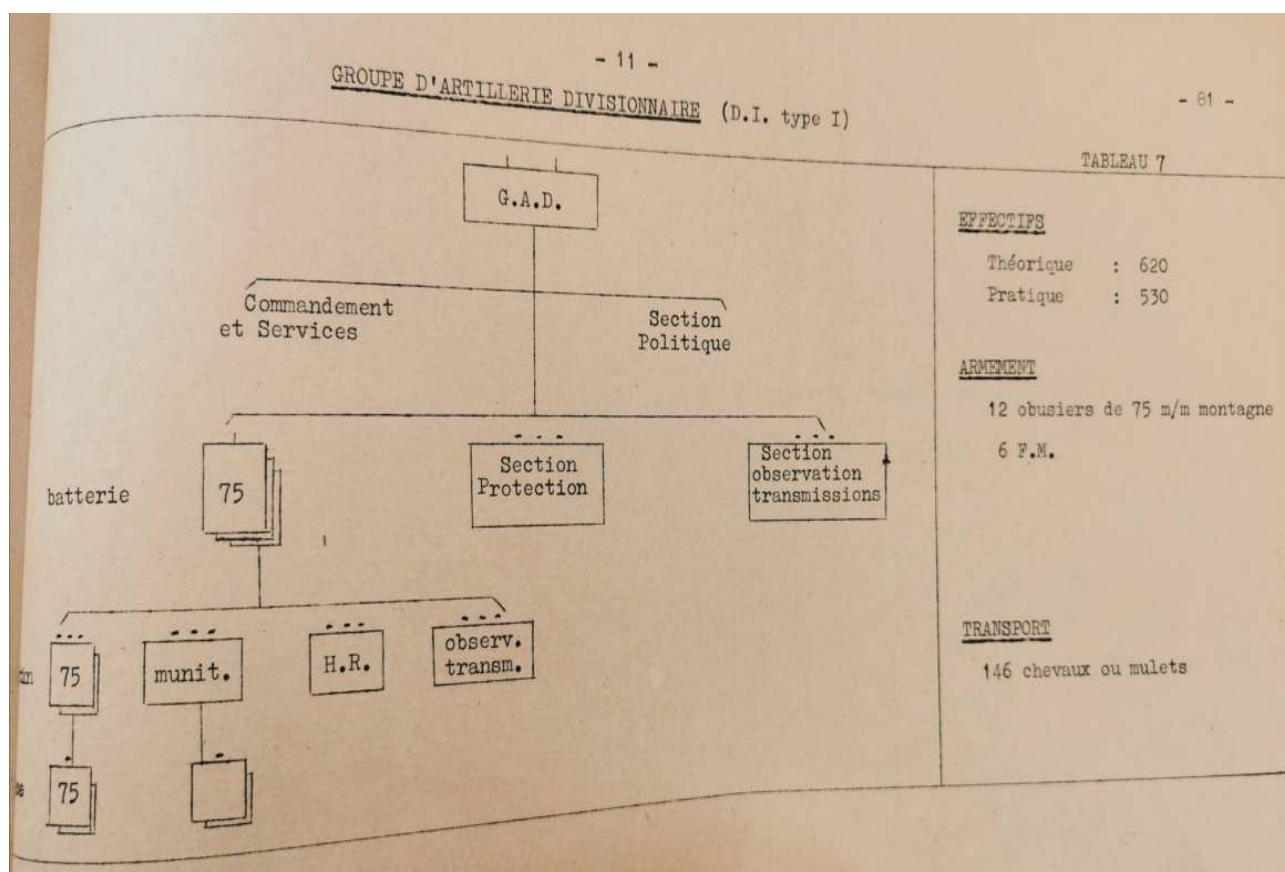 - 11 -
GROUPE D'ARTILLERIE DIVISIONNAIRE (D.I. type I)
- 81 -
TABLEAU 7
G.A.D.
Commandement
et Services
Section
Politique
batterie
75
Section
Protection
Section
observation
transmissions
75
munit.
H.R.
observ.
transm.
75
EFFECTIFS
Théorique : 620
Pratique : 530
ARMEMENT
12 obusiers de 75 m/m montagne
6 F.M.
TRANSPORT
146 chevaux ou mulets